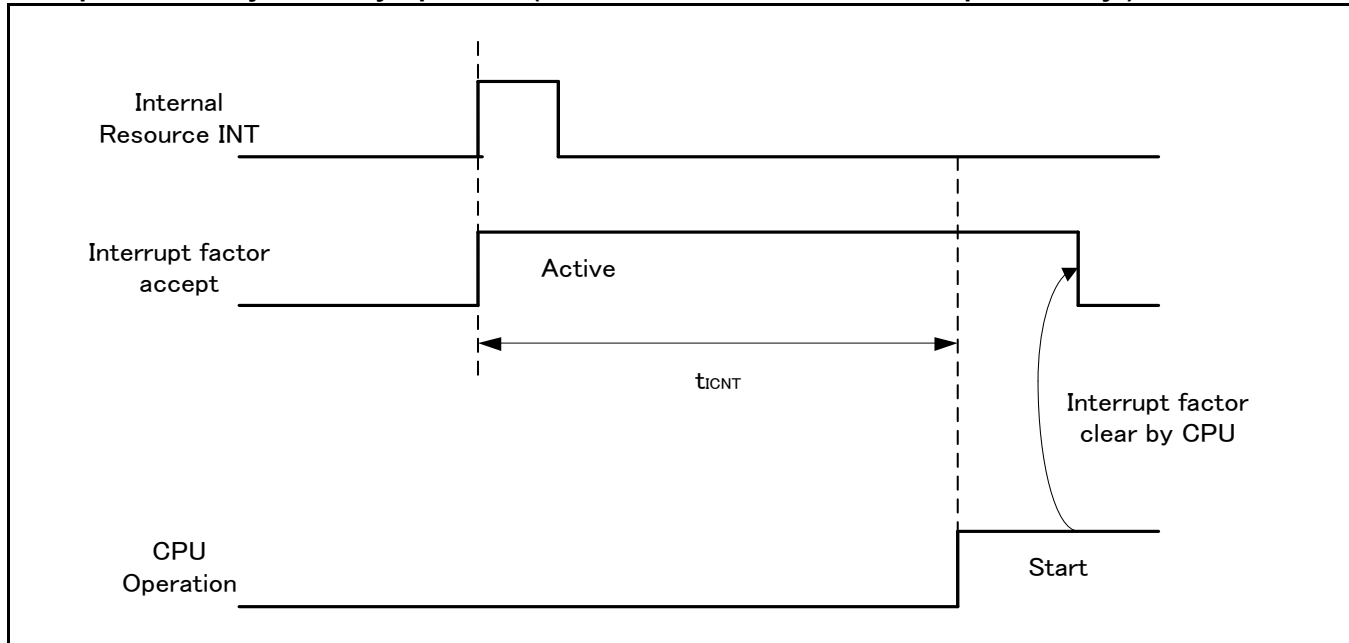 Internal
Resource INT
Interrupt factor
accept
Active
tICNT
Interrupt factor
clear by CPU
CPU
Operation
Start